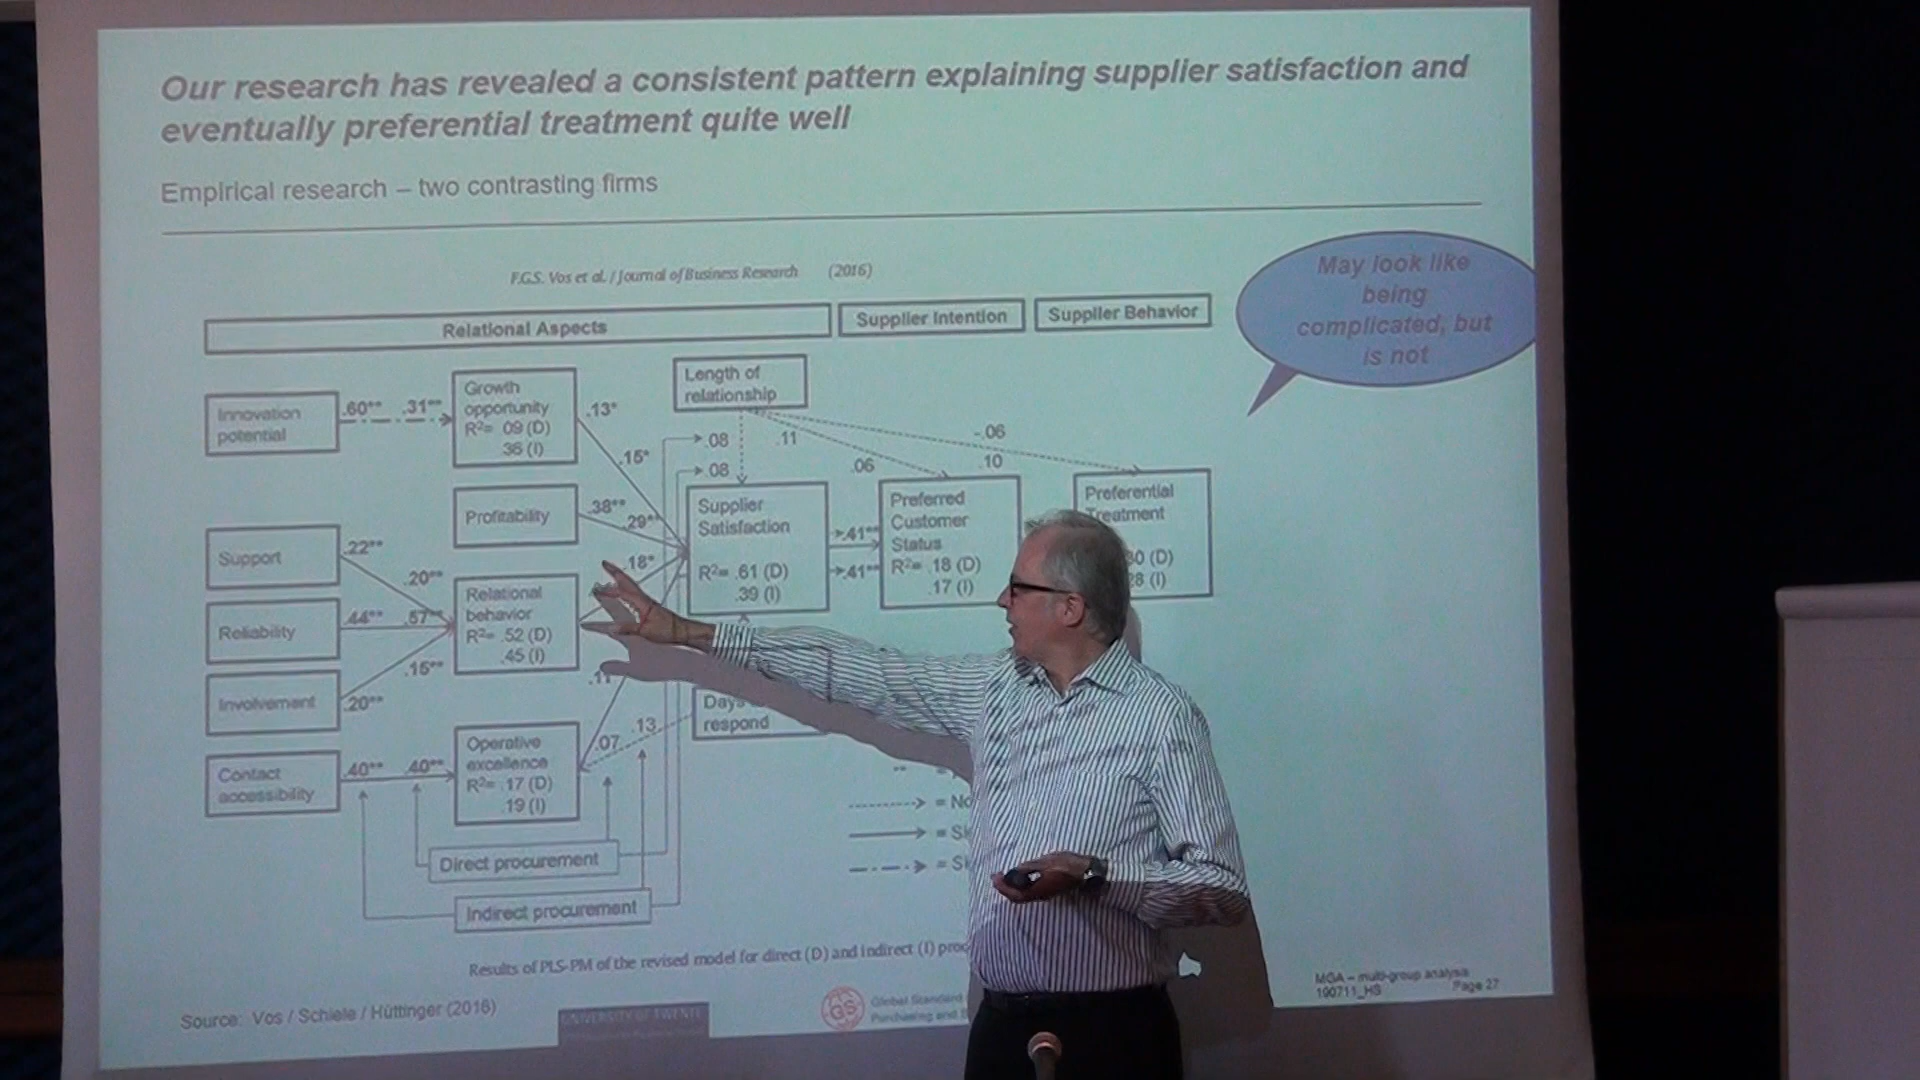 Our research has revealed a consistent pattern explaining supplier satisfaction and
eventually preferential treatment quite well
Empirical research – two contrasting firms
F.G.S. Vos et al. / Journal of Business Research (2016)
May look like
being
complicated, but
is not
Relational Aspects
Supplier Intention
Supplier Behavior
Length of
relationship
Innovation
potential
.60** .31**
Growth
opportunity
R²= .09 (D)
.36 (I)
.13*
.15*
.08
.08
.11
.06
-.06
.10
Profitability
.38**
.29**
.18*
Supplier
Satisfaction
R²= .61 (D)
.39 (I)
.41**
.41**
Preferred
Customer
Status
R²= .18 (D)
.17 (I)
Preferential
Treatment
(D)
(I)
Support
.22**
.20**
Reliability
.44** .57**
Relational
behavior
R²= .52 (D)
.45 (I)
Involvement
.15**
.20**
.11
Days
respond
.13
.07
Contact
accessibility
.40** .40**
Operative
excellence
R²= .17 (D)
.19 (I)
Direct procurement
Indirect procurement
Results of PLS-PM of the revised model for direct (D) and indirect (I)
Source: Vos / Schiele / Hüttinger (2016)
UNIVERSITY OF TWENTE
GS
Global Standard
Purchasing and
MGA – multi-group analysis
190711_HS Page 27